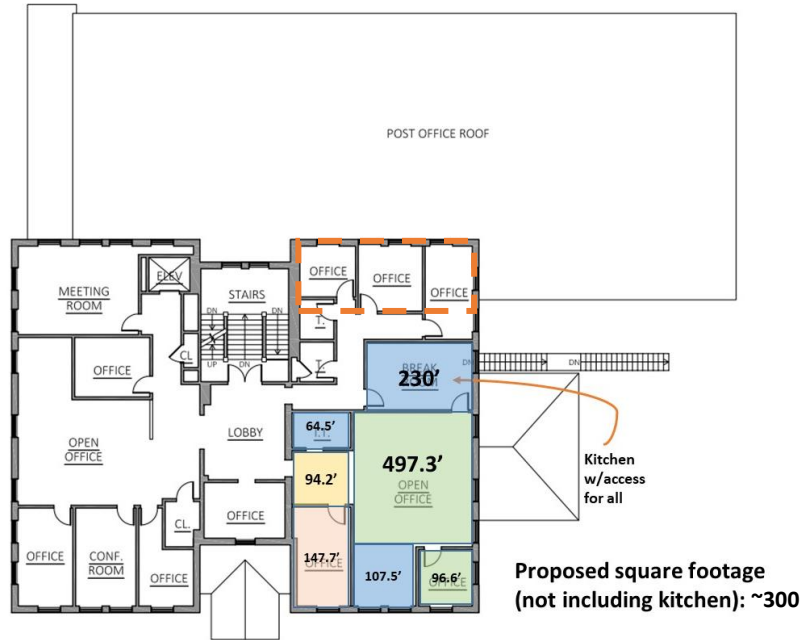 POST OFFICE ROOF
MEETING
ROOM
ELEV
STAIRS
DN
DN
UP
DN
OFFICE
OFFICE
OFFICE
T.
T.
CL
OFFICE
BREAK
ROOM
230’
DN
DN
OPEN
OFFICE
LOBBY
64.5’
94.2’
497.3’
OPEN
OFFICE
Kitchen
w/access
for all
OFFICE
CL.
OFFICE
CONF.
ROOM
OFFICE
147.7’
OFFICE
107.5’
96.6’
OFFICE
Proposed square footage
(not including kitchen): ~300